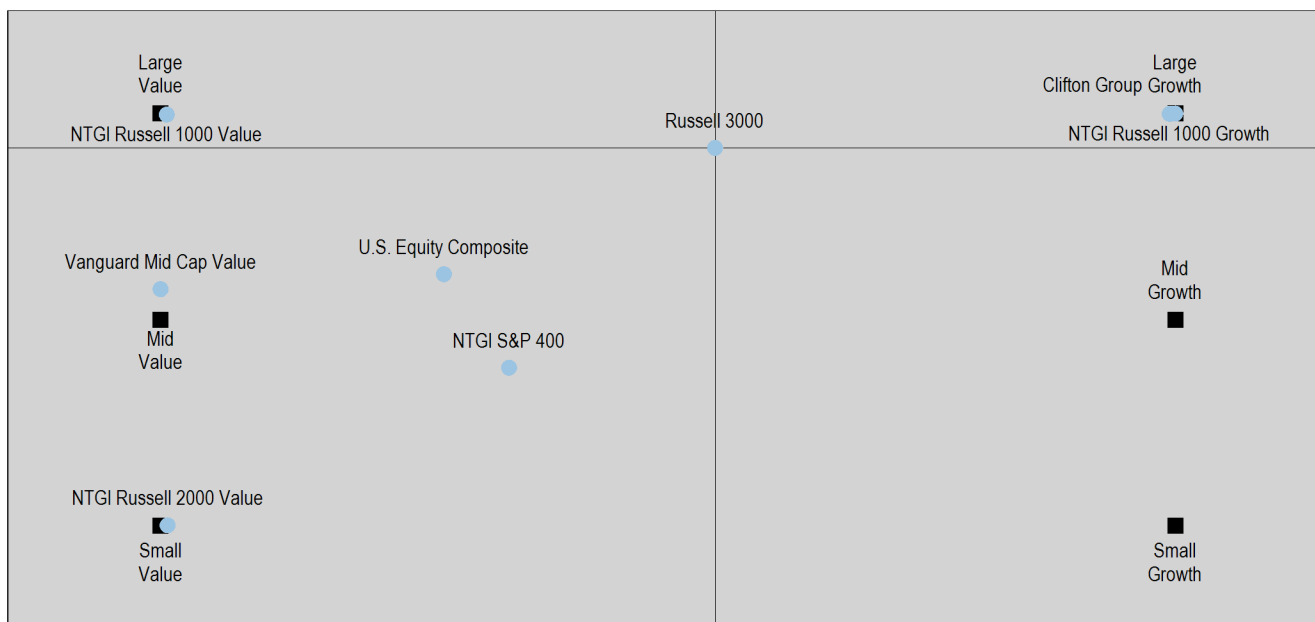 Large
Value
NTGI Russell 1000 Value
Russell 3000
Large
Clifton Group Growth
NTGI Russell 1000 Growth
Vanguard Mid Cap Value
U.S. Equity Composite
Mid
Growth
Mid
Value
NTGI S&P 400
NTGI Russell 2000 Value
Small
Value
Small
Growth